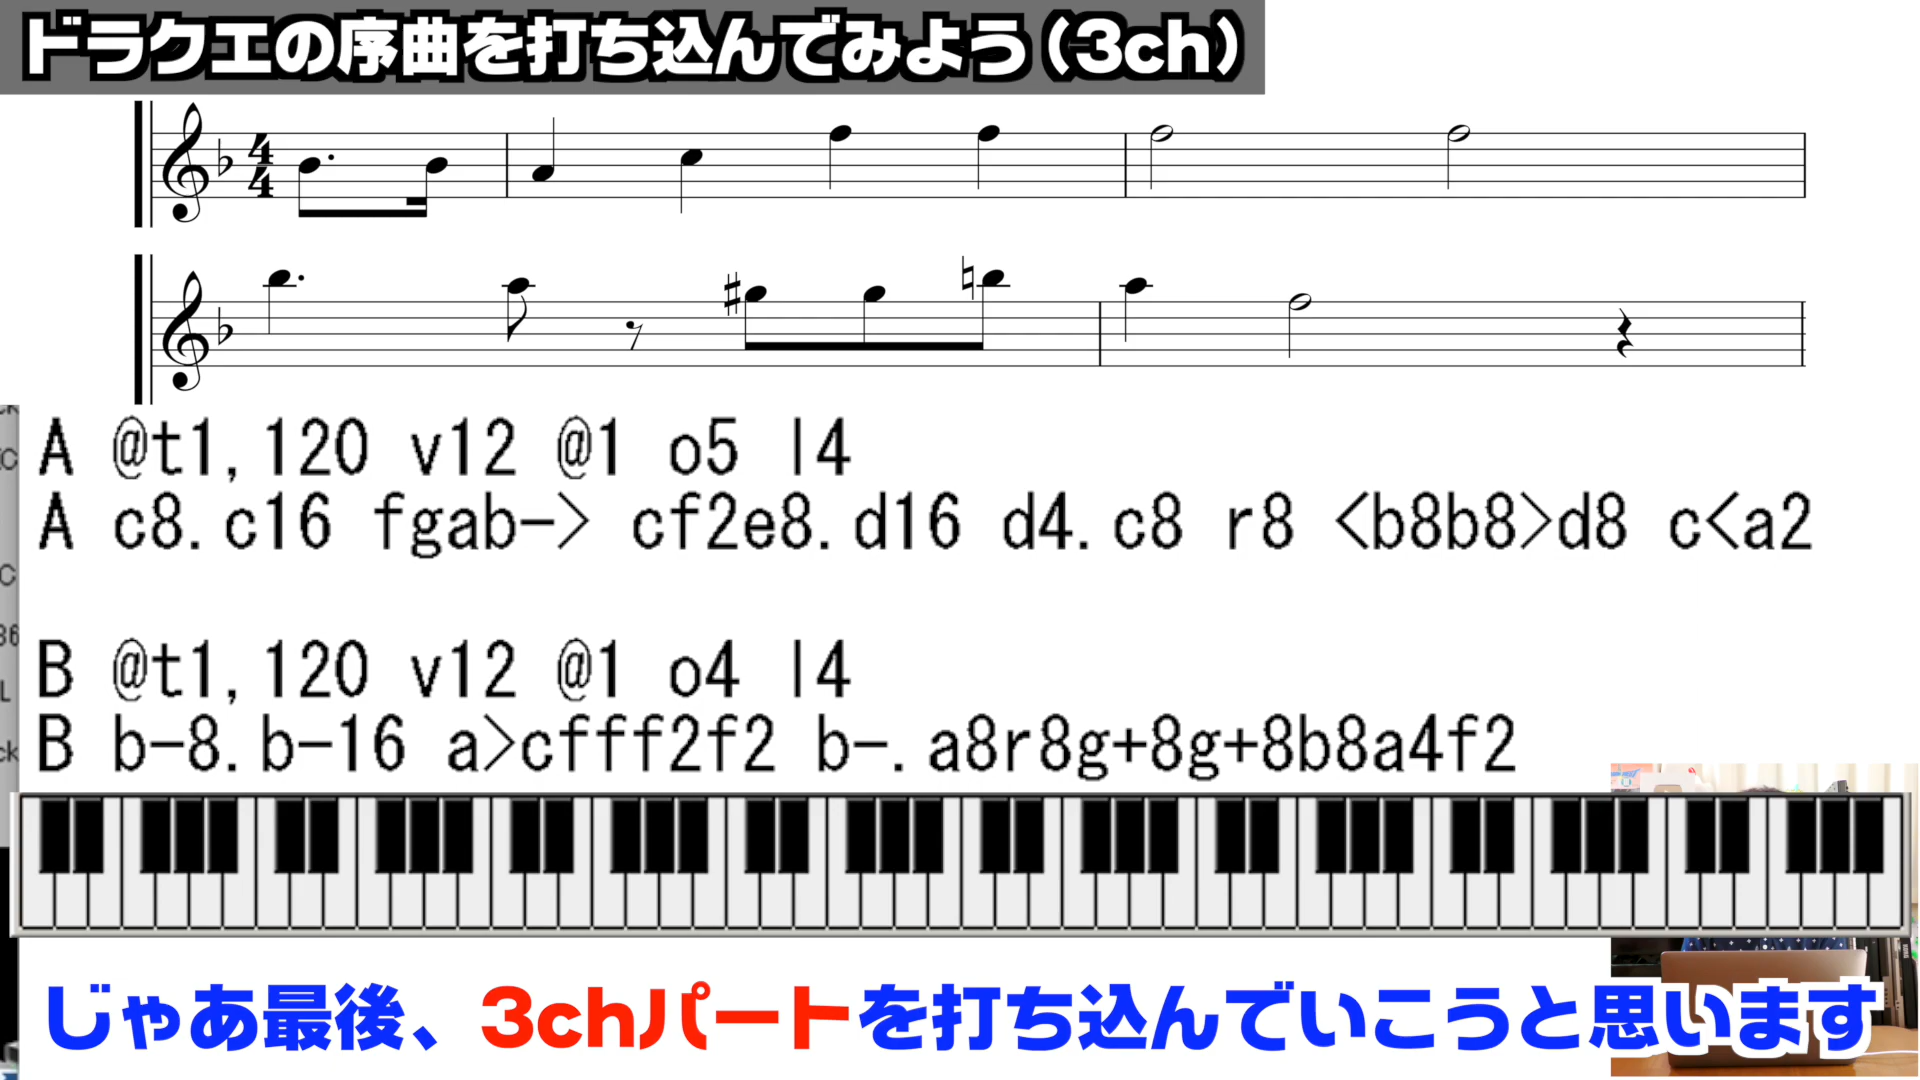 ドラクエの序曲を打ち込んでみよう(3ch)
4
4
A @t1,120 v12 @1 o5 l4
A c8.c16 fgab-> cf2e8.d16 d4.c8 r8 <b8b8>d8 c<a2
B @t1,120 v12 @1 o4 l4
B b-8.b-16 a>cfff2f2 b-.a8r8g+8g+8b8a4f2
じゃあ最後、3chパートを打ち込んでいこうと思います